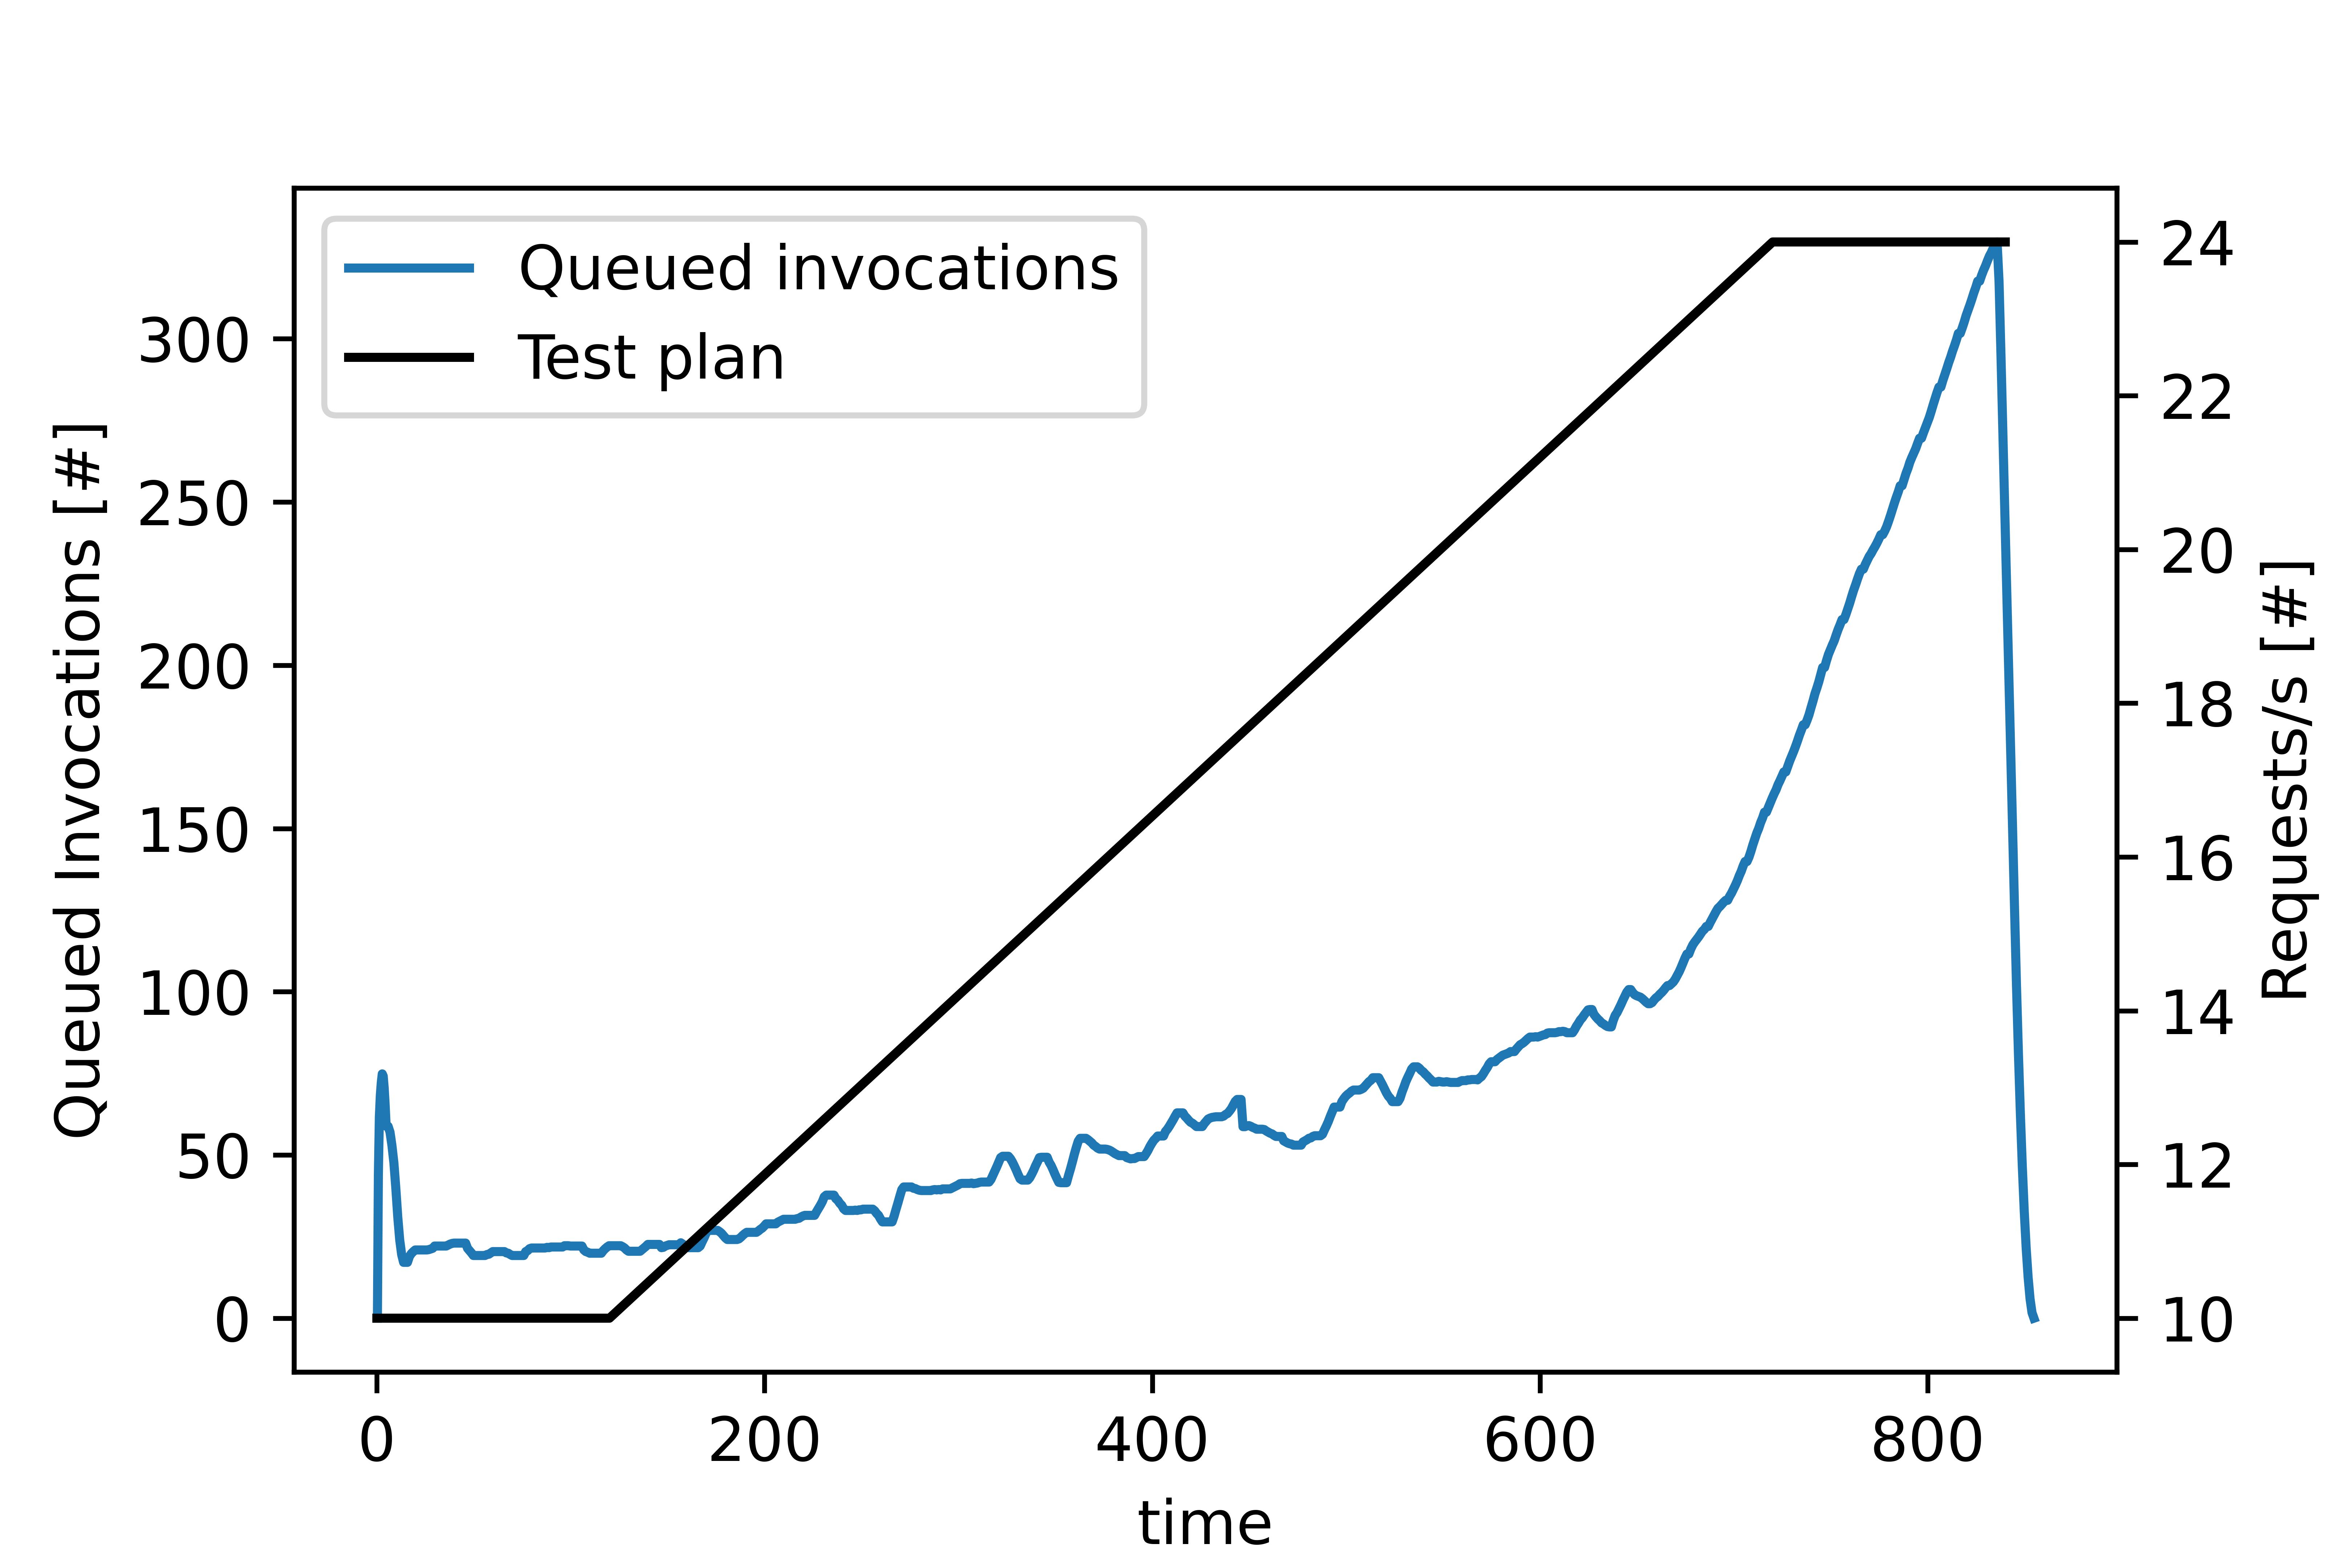 Queued invocations
Test plan
Queued Invocations [#]
300
250
200
150
100
50
0
24
22
20
18
16
14
12
10
Requests/s [#]
0 200 400 600 800
time